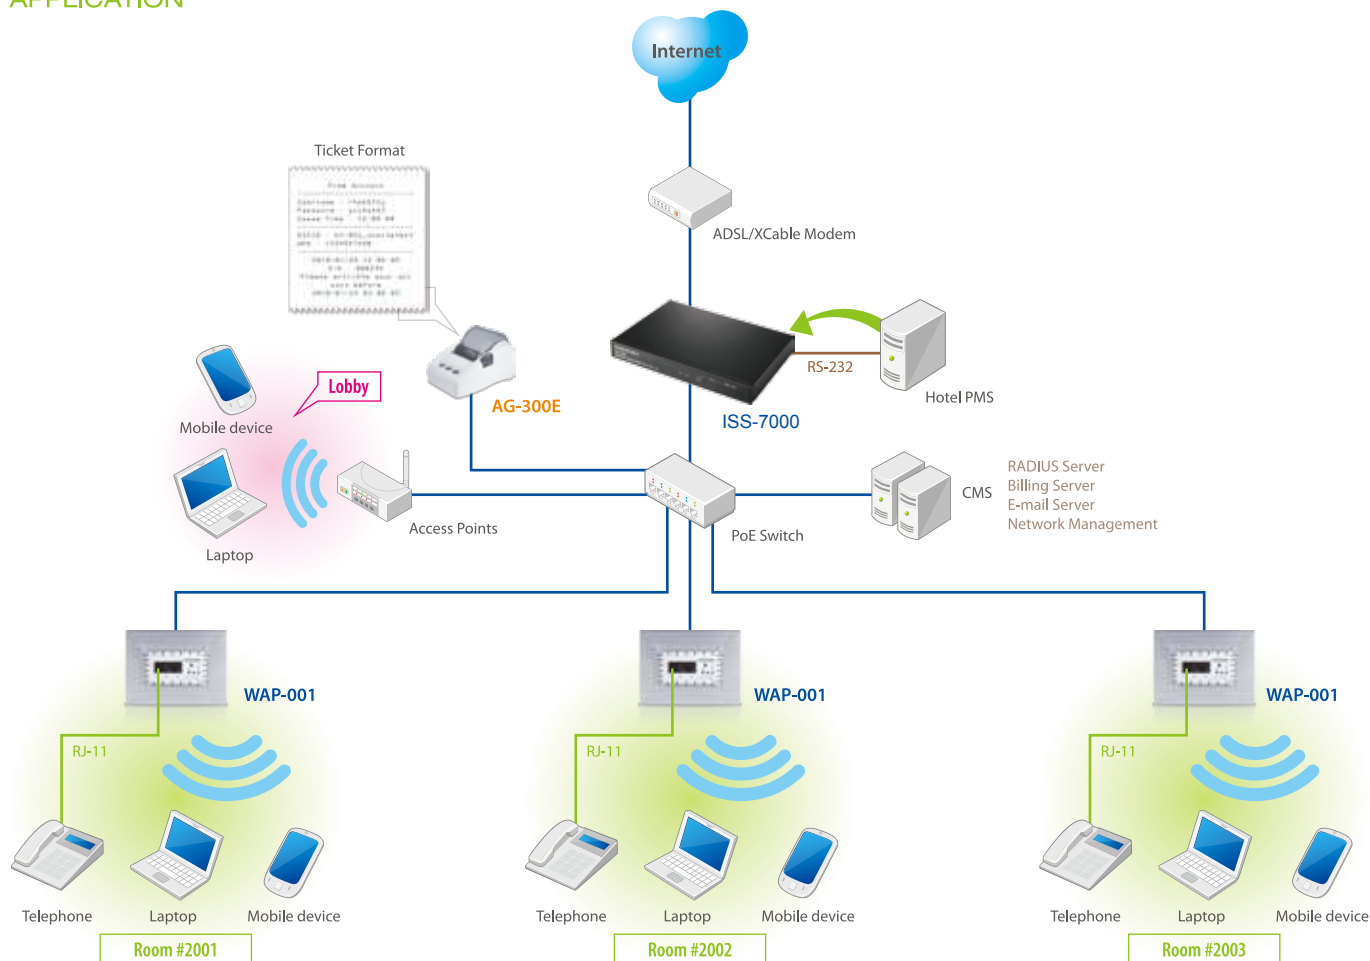 APPLICATION
Internet
Ticket Format
ADSL/XCable Modem
RS-232
Hotel PMS
Lobby
AG-300E
ISS-7000
Mobile device
Laptop
Access Points
PoE Switch
CMS
RADIUS Server
Billing Server
E-mail Server
Network Management
WAP-001
WAP-001
WAP-001
RJ-11
RJ-11
RJ-11
Telephone
Laptop
Mobile device
Telephone
Laptop
Mobile device
Telephone
Laptop
Mobile device
Room #2001
Room #2002
Room #2003